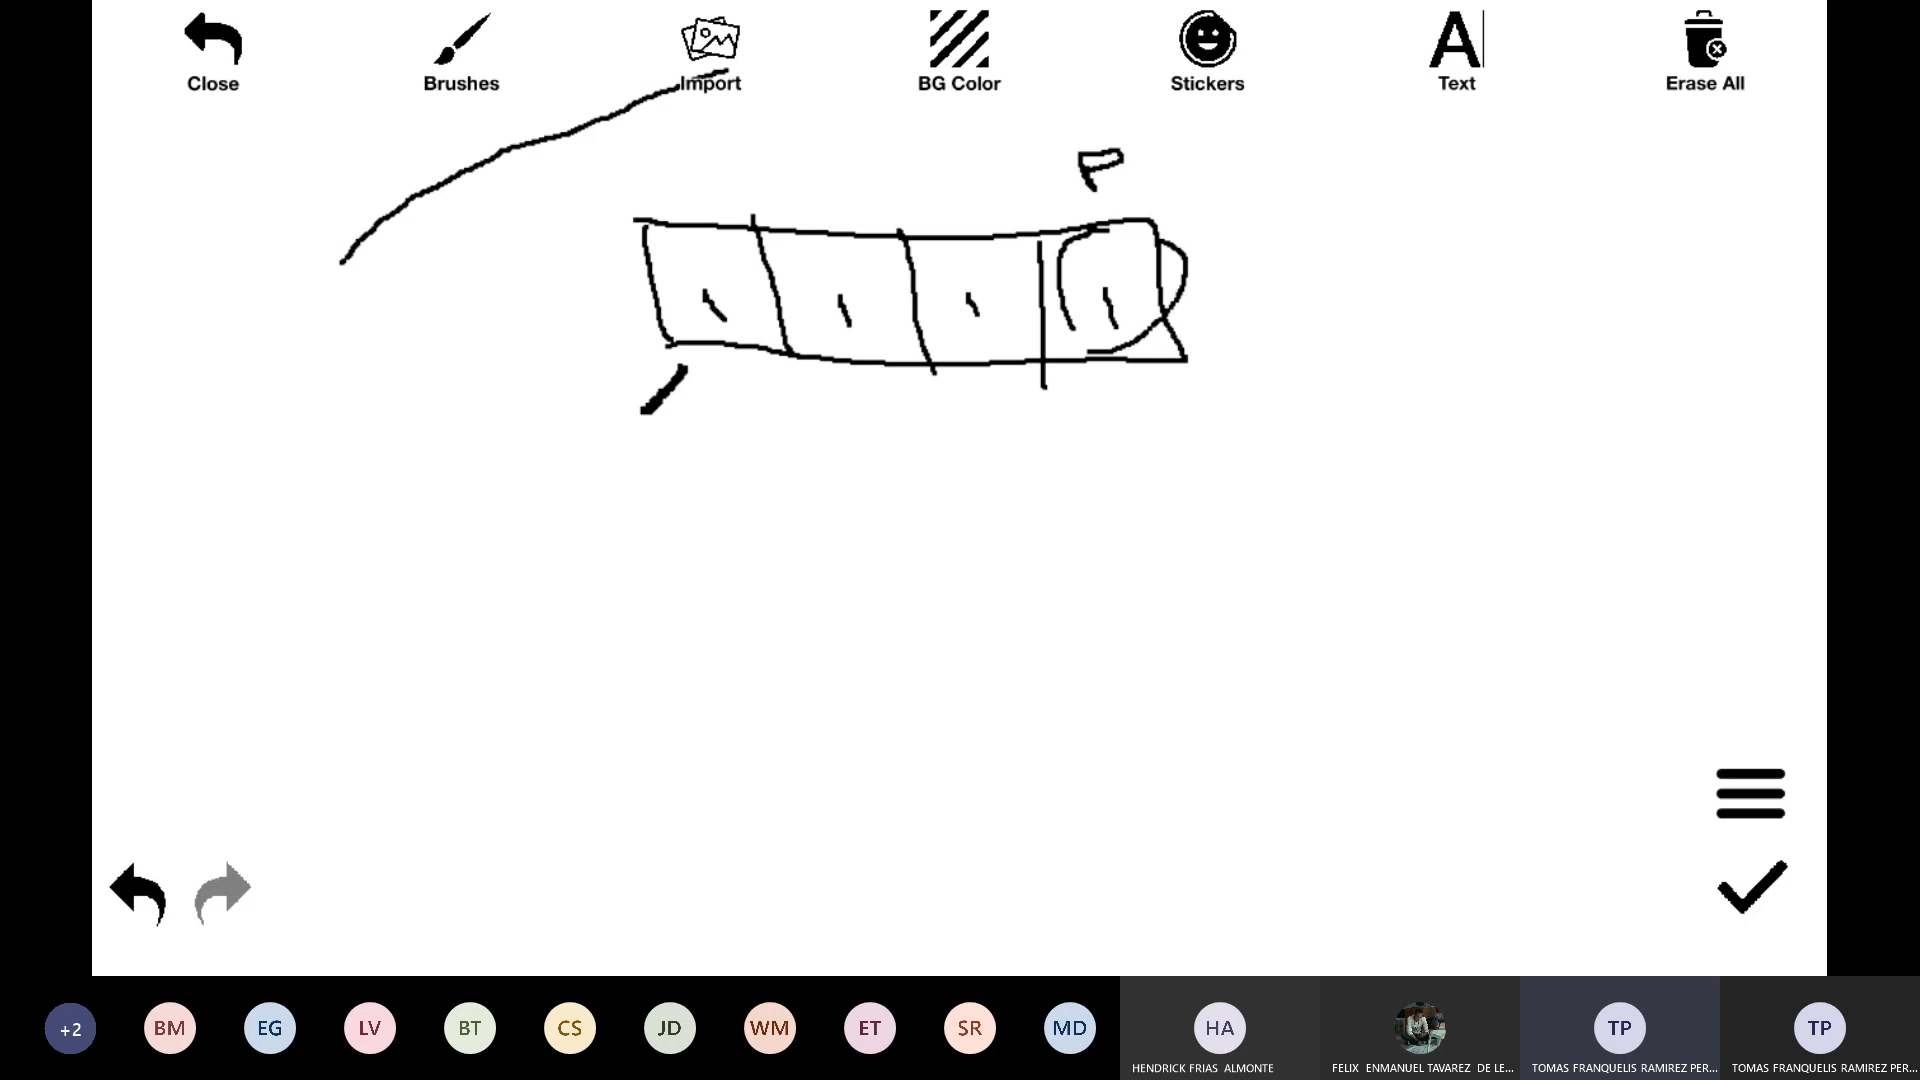 Close Brushes Import BG Color Stickers Text Erase All
P
+2 BM EG LV BT CS JD WM ET SR MD HA TP TP
HENDRICK FRIAS ALMONTE FELIX ENMANUEL TAVAREZ DE LE... TOMAS FRANQUELIS RAMIREZ PER... TOMAS FRANQUELIS RAMIREZ PER...